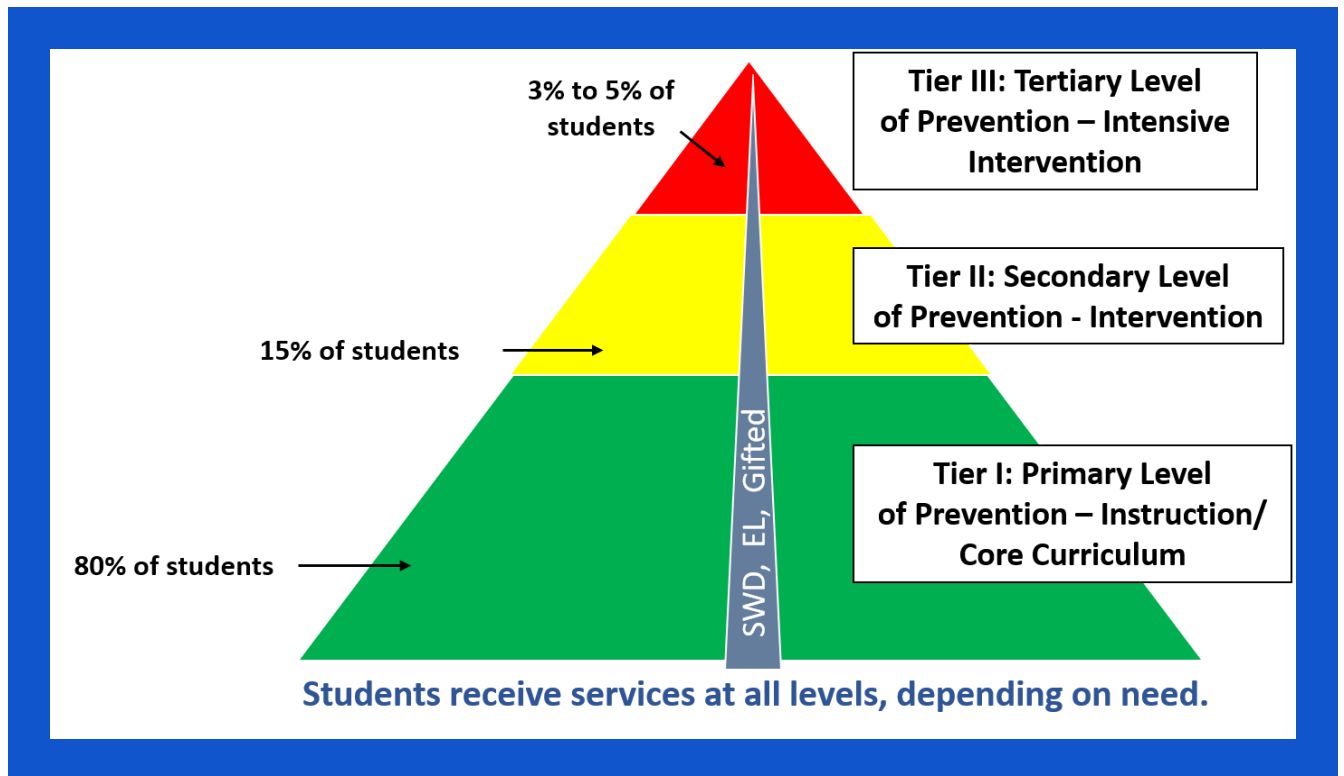 3% to 5% of
students
Tier III: Tertiary Level
of Prevention – Intensive
Intervention
15% of students
Tier II: Secondary Level
of Prevention - Intervention
80% of students
SWD, EL, Gifted
Tier I: Primary Level
of Prevention – Instruction/
Core Curriculum
Students receive services at all levels, depending on need.